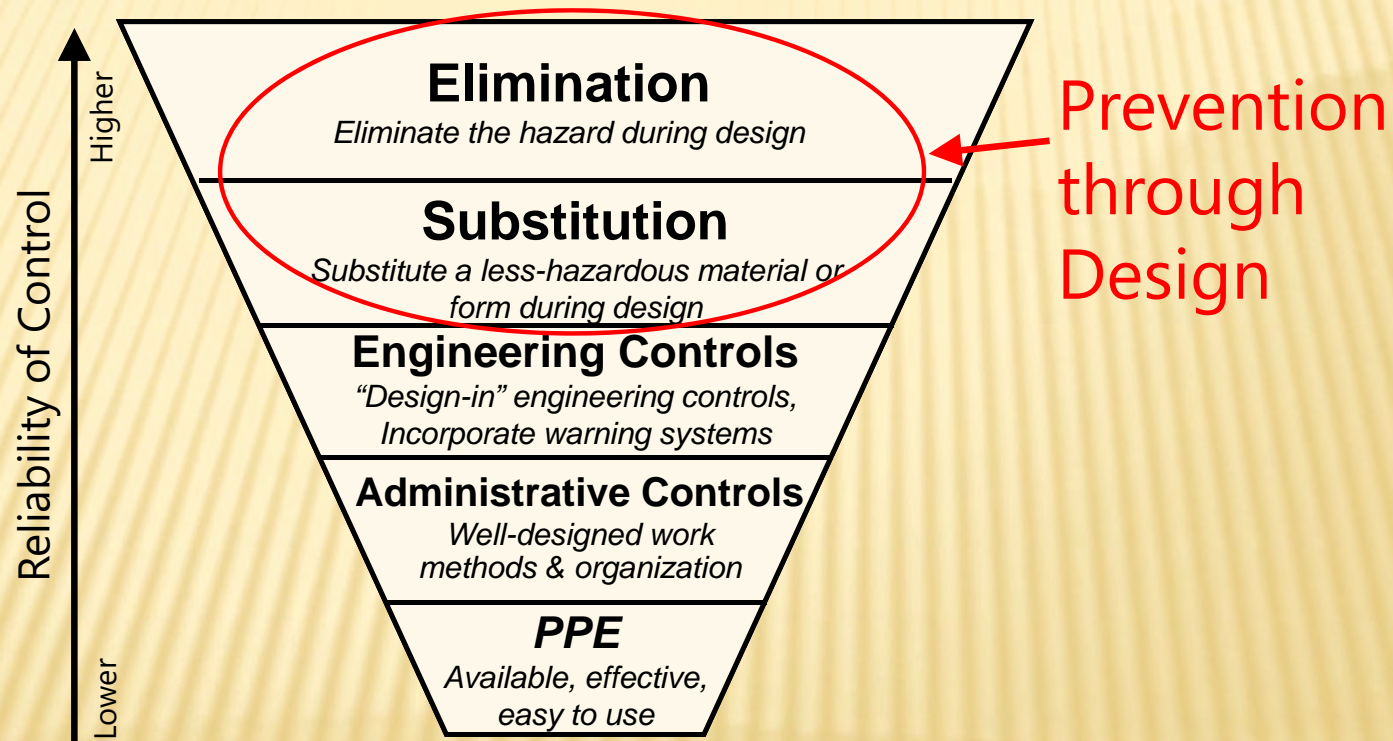 Elimination
Eliminate the hazard during design
Substitution
Substitute a less-hazardous material or
form during design
Engineering Controls
“Design-in” engineering controls,
Incorporate warning systems
Administrative Controls
Well-designed work
methods & organization
PPE
Available, effective,
easy to use
Reliability of Control
Higher
Lower
Prevention
through
Design